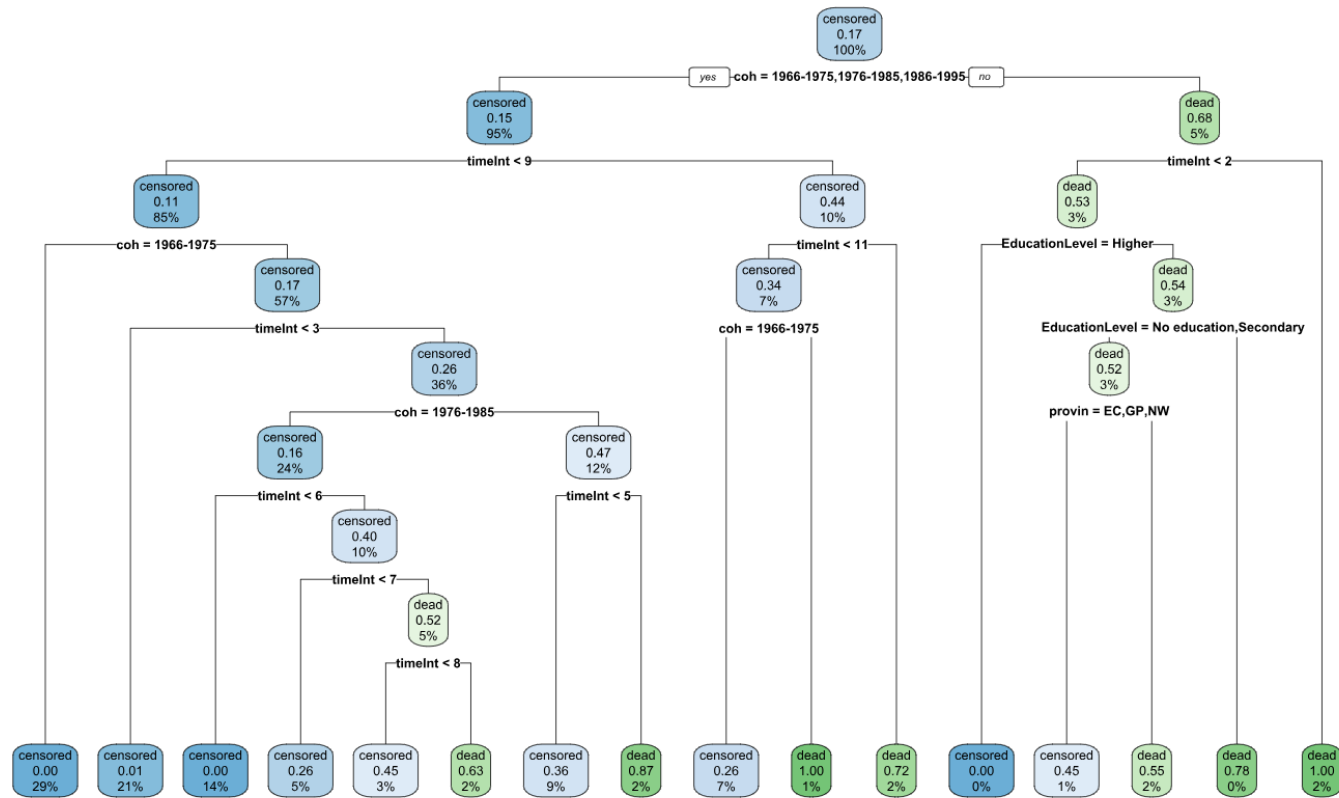 censored
0.17
100%
yes
coh = 1966-1975,1976-1985,1986-1995
no
censored
0.15
95%
dead
0.68
5%
timeInt < 9
timeInt < 2
censored
0.11
85%
censored
0.44
10%
dead
0.53
3%
coh = 1966-1975
timeInt < 11
EducationLevel = Higher
censored
0.17
57%
censored
0.34
7%
dead
0.54
3%
timeInt < 3
coh = 1966-1975
EducationLevel = No education,Secondary
censored
0.26
36%
dead
0.52
3%
coh = 1976-1985
provin = EC,GP,NW
censored
0.16
24%
censored
0.47
12%
timeInt < 6
timeInt < 5
censored
0.40
10%
timeInt < 7
dead
0.52
5%
timeInt < 8
censored
0.00
29%
censored
0.01
21%
censored
0.00
14%
censored
0.26
5%
censored
0.45
3%
dead
0.63
2%
censored
0.36
9%
dead
0.87
2%
censored
0.26
7%
dead
1.00
1%
dead
0.72
2%
censored
0.00
0%
censored
0.45
1%
dead
0.55
2%
dead
0.78
0%
dead
1.00
2%